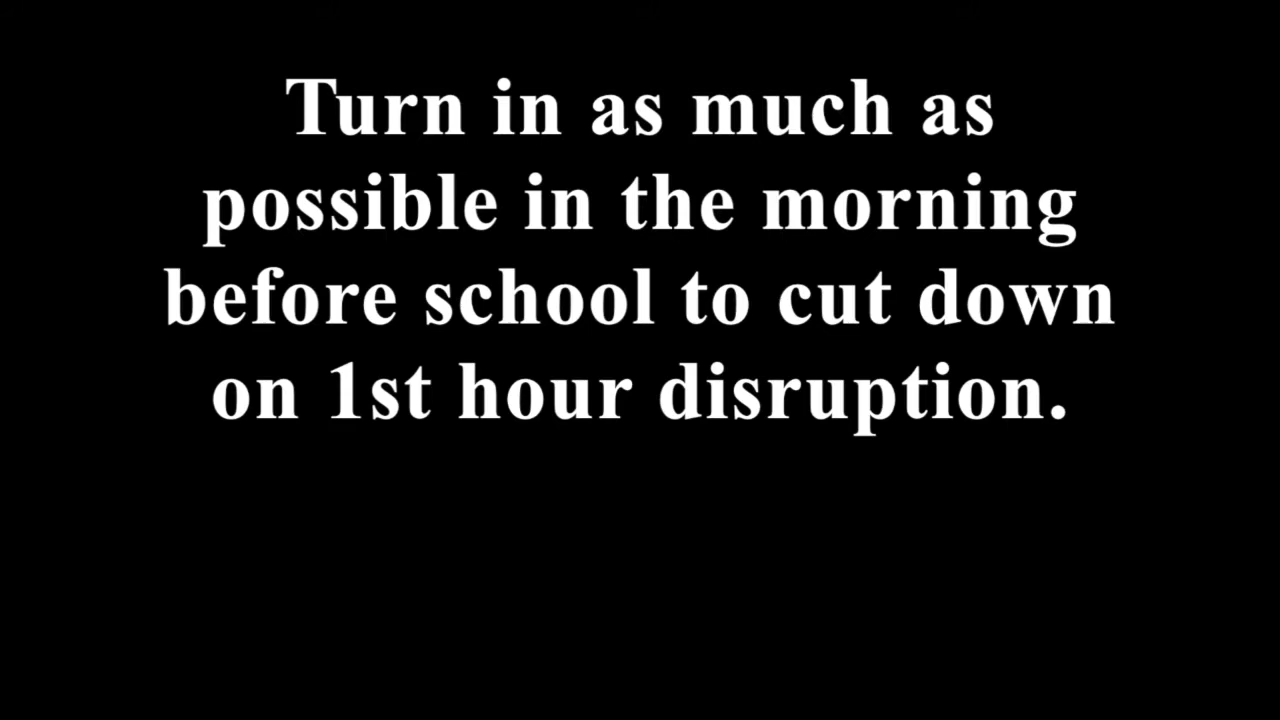 Turn in as much as
possible in the morning
before school to cut down
on 1st hour disruption.